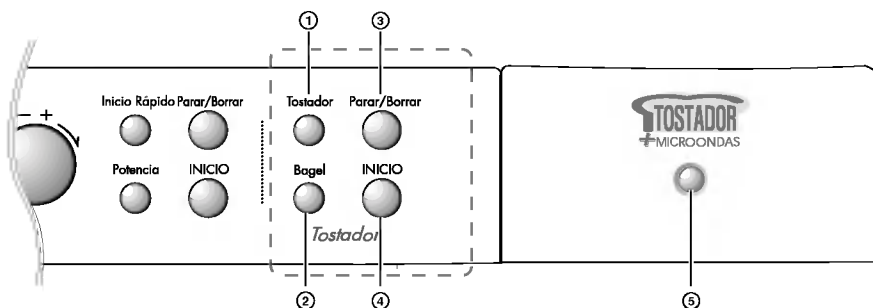 ① ③
− +
Inicio Rápido Parar/Borrar Tostador Parar/Borrar
TOSTADOR
+MICROONDAS
Potencia INICIO Bagel INICIO
Tostador
② ④ ⑤